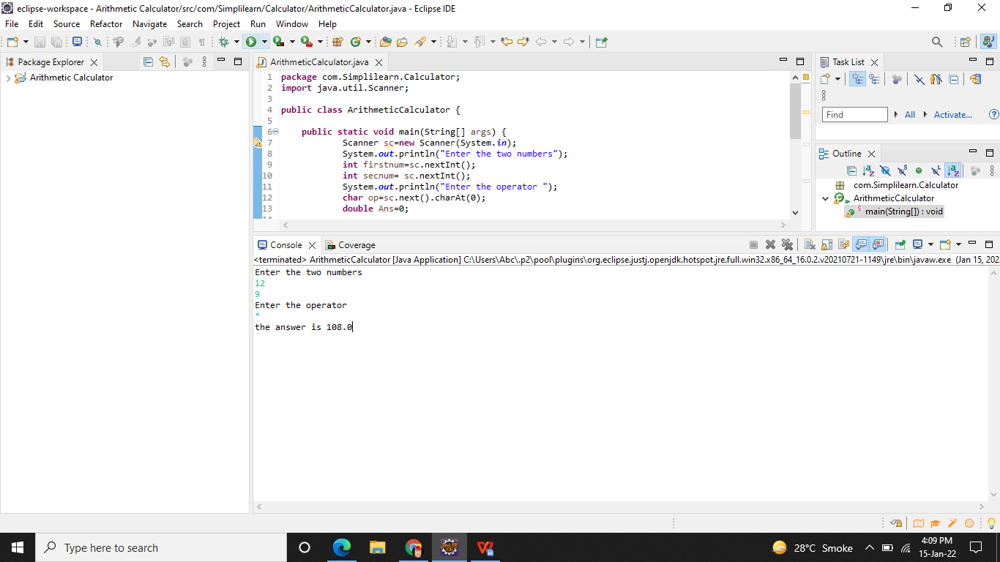 eclipse-workspace - Arithmetic Calculator/src/com/Simplilearn/Calculator/ArithmeticCalculator.java - Eclipse IDE
File Edit Source Refactor Navigate Search Project Run Window Help
Package Explorer
Arithmetic Calculator
ArithmeticCalculator.java
1 package com.Simplilearn.Calculator;
2 import java.util.Scanner;
3
4 public class ArithmeticCalculator {
5
6 public static void main(String[] args) {
7 Scanner sc=new Scanner(System.in);
8 System.out.println("Enter the two numbers");
9 int firstnum=sc.nextInt();
10 int secnum= sc.nextInt();
11 System.out.println("Enter the operator ");
12 char op=sc.next().charAt(0);
13 double Ans=0;
Task List
Find All Activate...
Outline
com.Simplilearn.Calculator
ArithmeticCalculator
main(String[]) : void
Console Coverage
<terminated> ArithmeticCalculator [Java Application] C:\Users\Abc\.p2\pool\plugins\org.eclipse.justj.openjdk.hotspot.jre.full.win32.x86_64_16.0.2.v20210721-1149\jre\bin\javaw.exe (Jan 15, 202
Enter the two numbers
12
9
Enter the operator
*
the answer is 108.0
Type here to search
28°C Smoke
4:09 PM
15-Jan-22